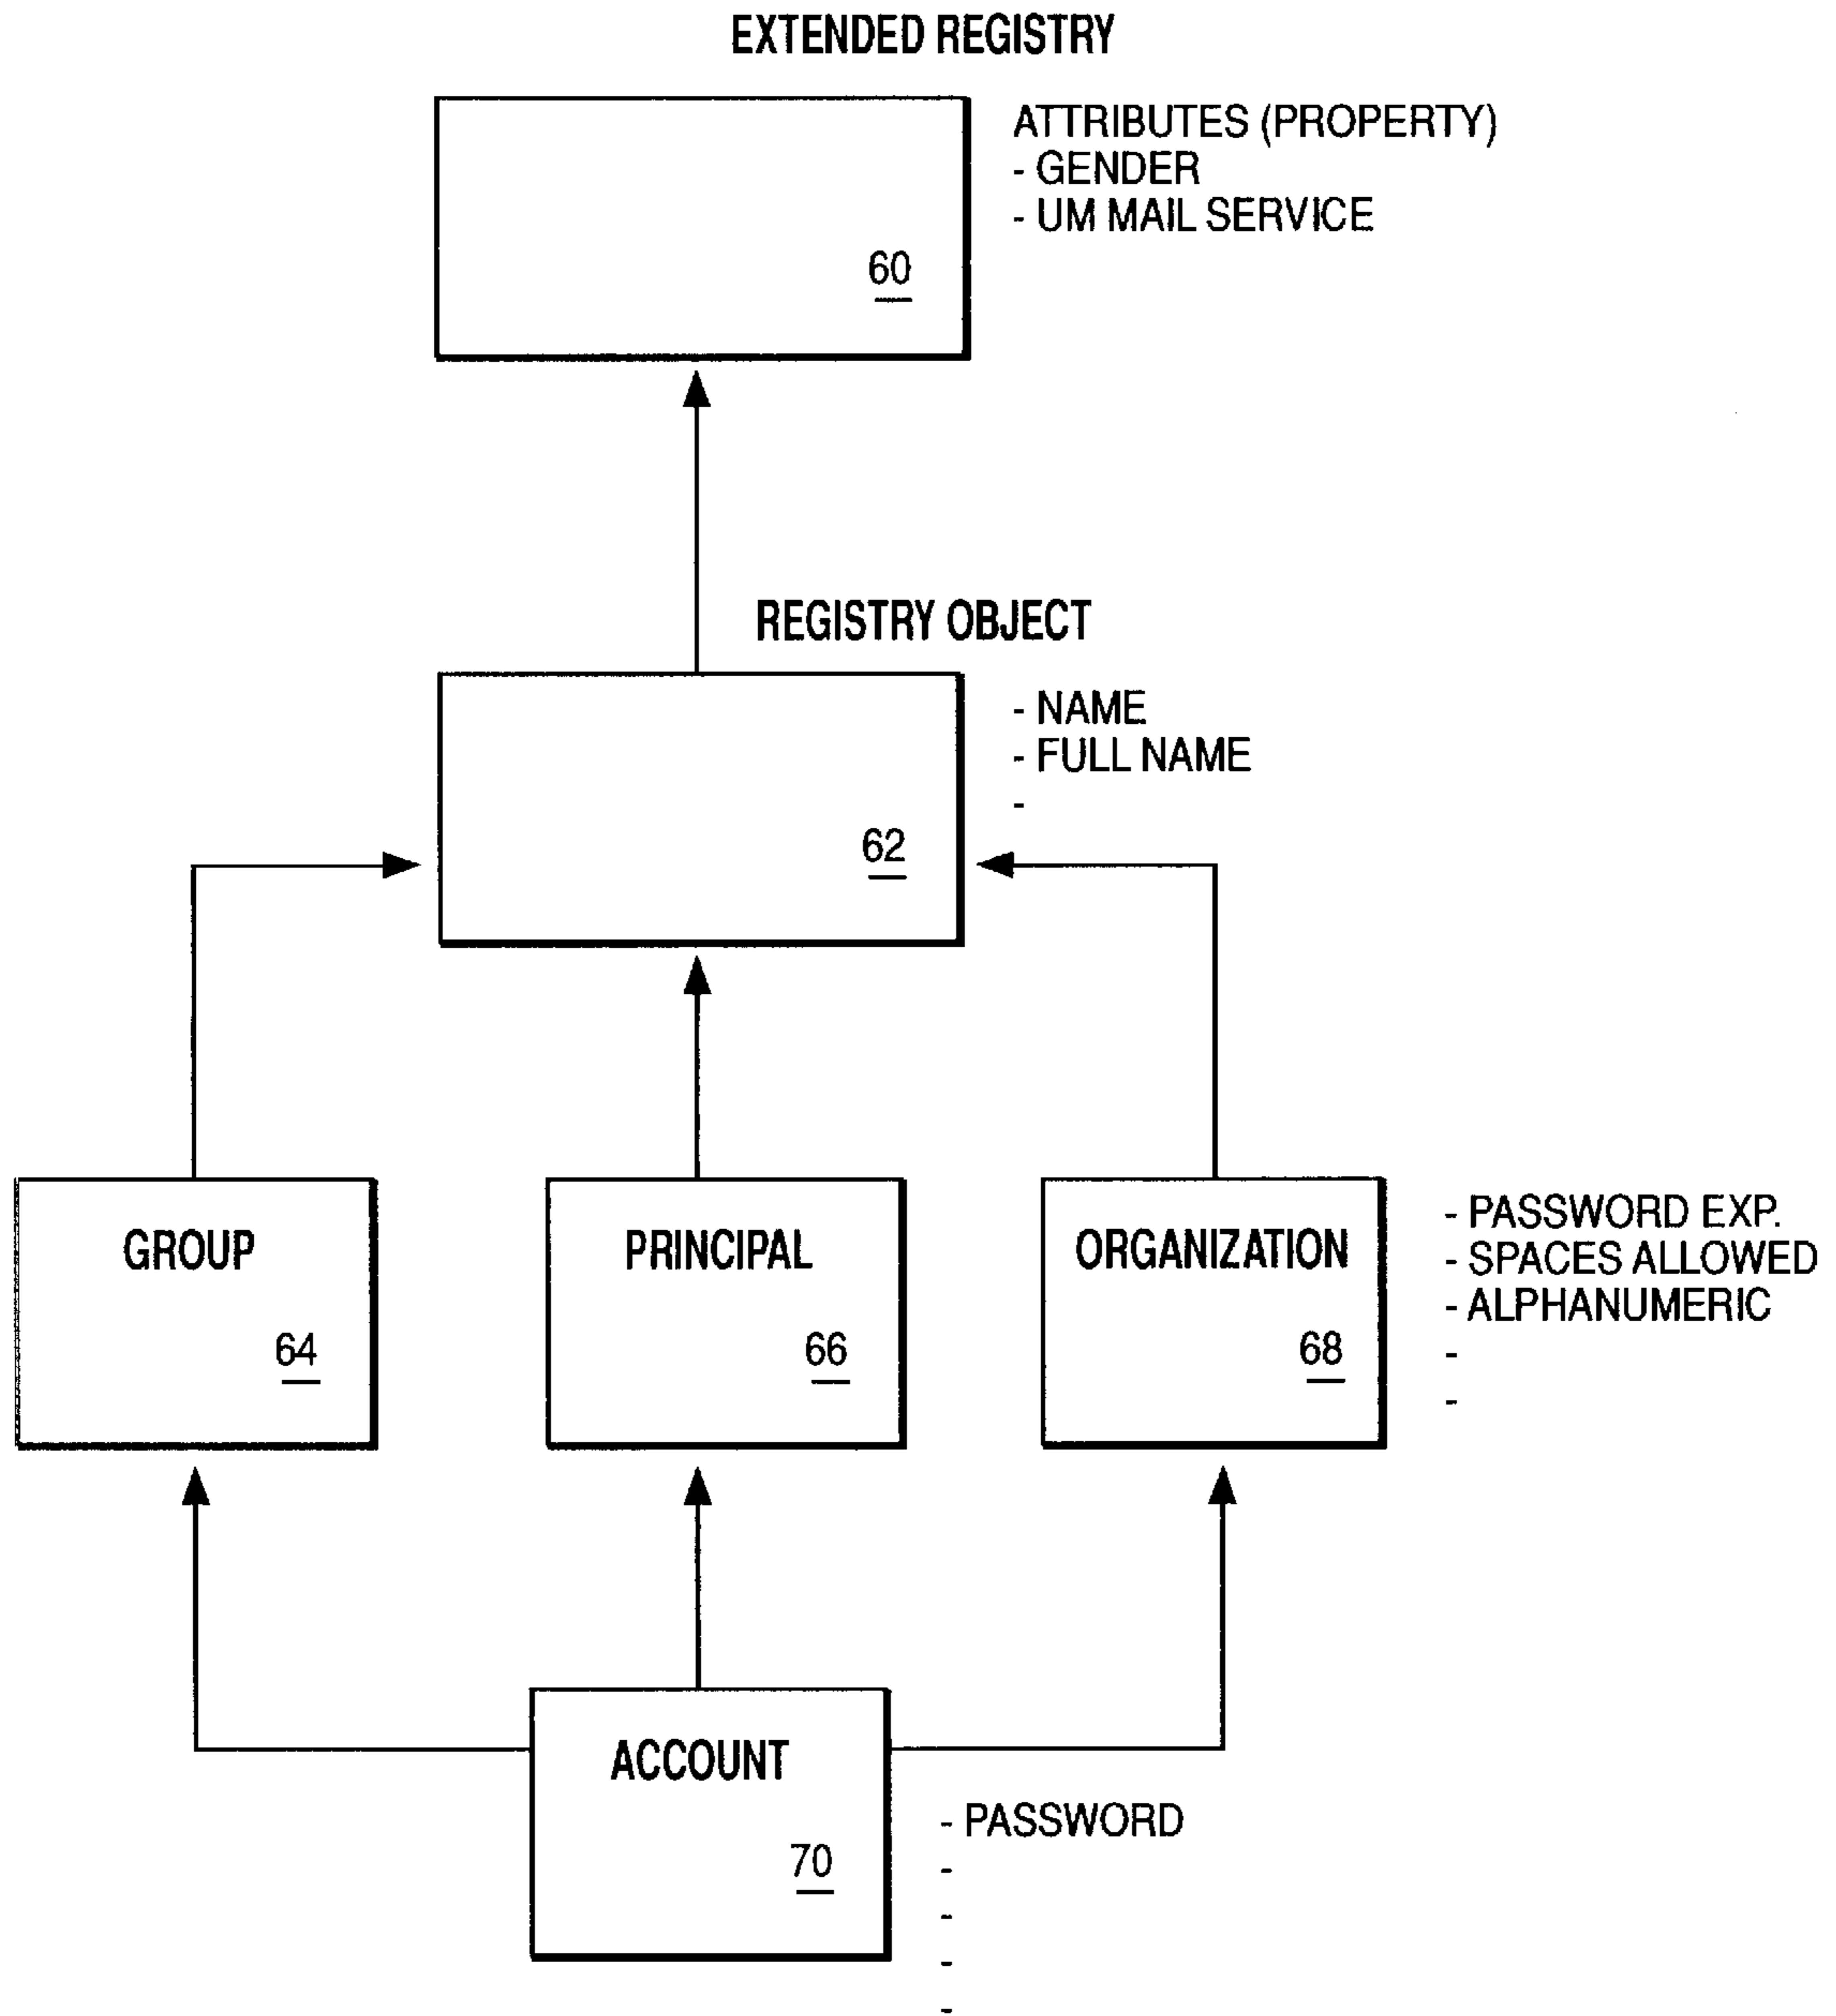 EXTENDED REGISTRY
ATTRIBUTES (PROPERTY)
- GENDER
- UM MAIL SERVICE
60
REGISTRY OBJECT
- NAME
- FULL NAME
-
62
GROUP
64
PRINCIPAL
66
ORGANIZATION
68
- PASSWORD EXP.
- SPACES ALLOWED
- ALPHANUMERIC
-
-
ACCOUNT
70
- PASSWORD
-
-
-
-